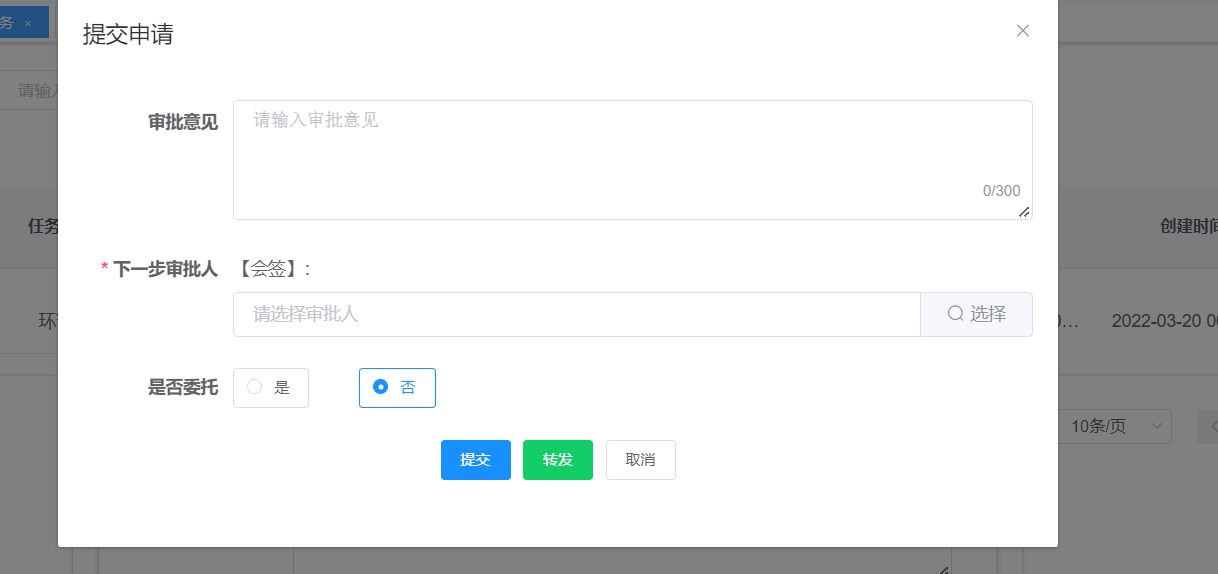 务 ×
提交申请
请输入
审批意见
请输入审批意见
0/300
任务
创建时间
* 下一步审批人
【会签】:
请选择审批人
选择
环
...
2022-03-20 0
是否委托
是
否
10条/页
提交
转发
取消